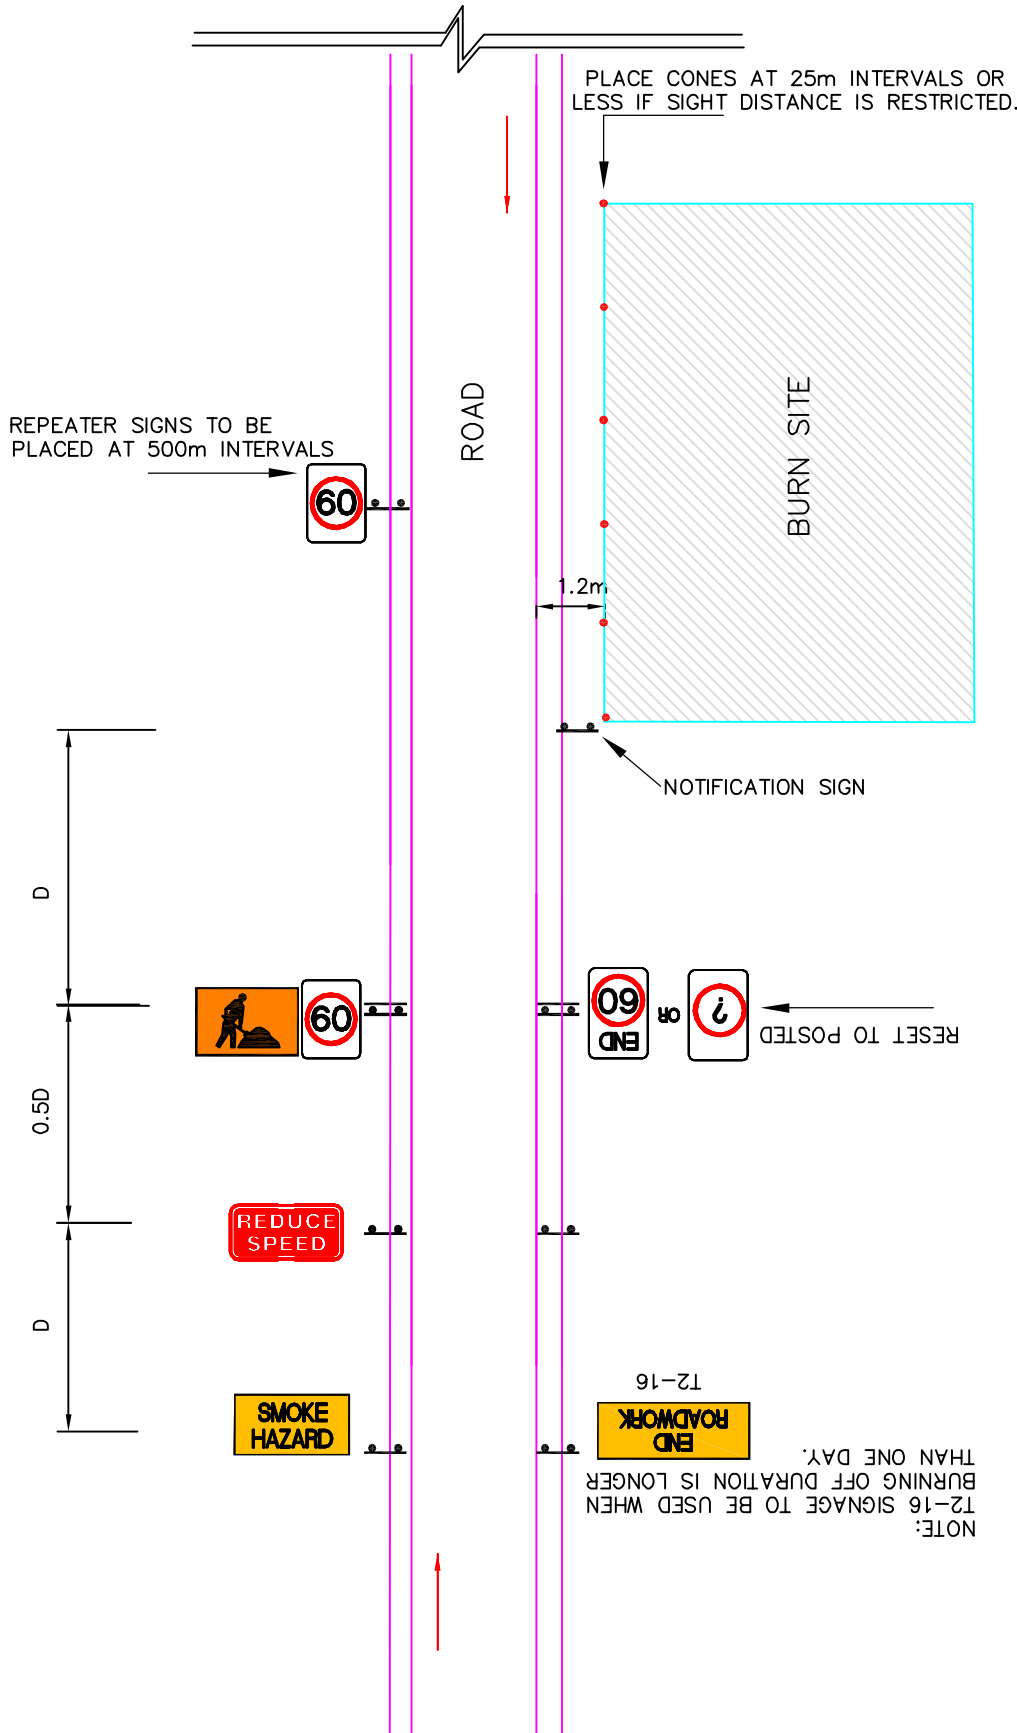 PLACE CONES AT 25m INTERVALS OR
LESS IF SIGHT DISTANCE IS RESTRICTED.
ROAD
BURN SITE
REPEATER SIGNS TO BE
PLACED AT 500m INTERVALS
60
1.2m
NOTIFICATION SIGN
D
60
END
60
OR
?
RESET TO POSTED
0.5D
REDUCE
SPEED
D
SMOKE
HAZARD
T2-16
END
ROADWORK
NOTE:
T2-16 SIGNAGE TO BE USED WHEN
BURNING OFF DURATION IS LONGER
THAN ONE DAY.